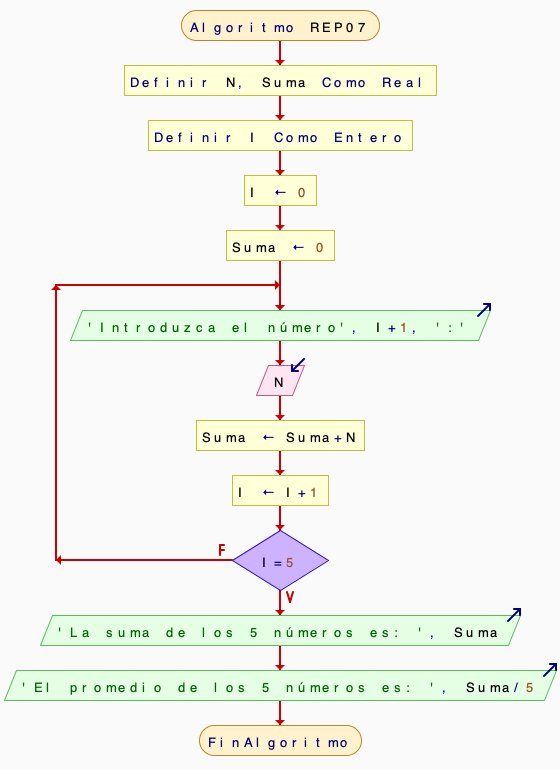 Algoritmo REP07
Definir N, Suma Como Real
Definir I Como Entero
I ← 0
Suma ← 0
'Introduzca el número', I+1, ':'
N
Suma ← Suma+N
I ← I+1
F
I=5
V
'La suma de los 5 números es: ', Suma
'El promedio de los 5 números es: ', Suma/5
FinAlgoritmo